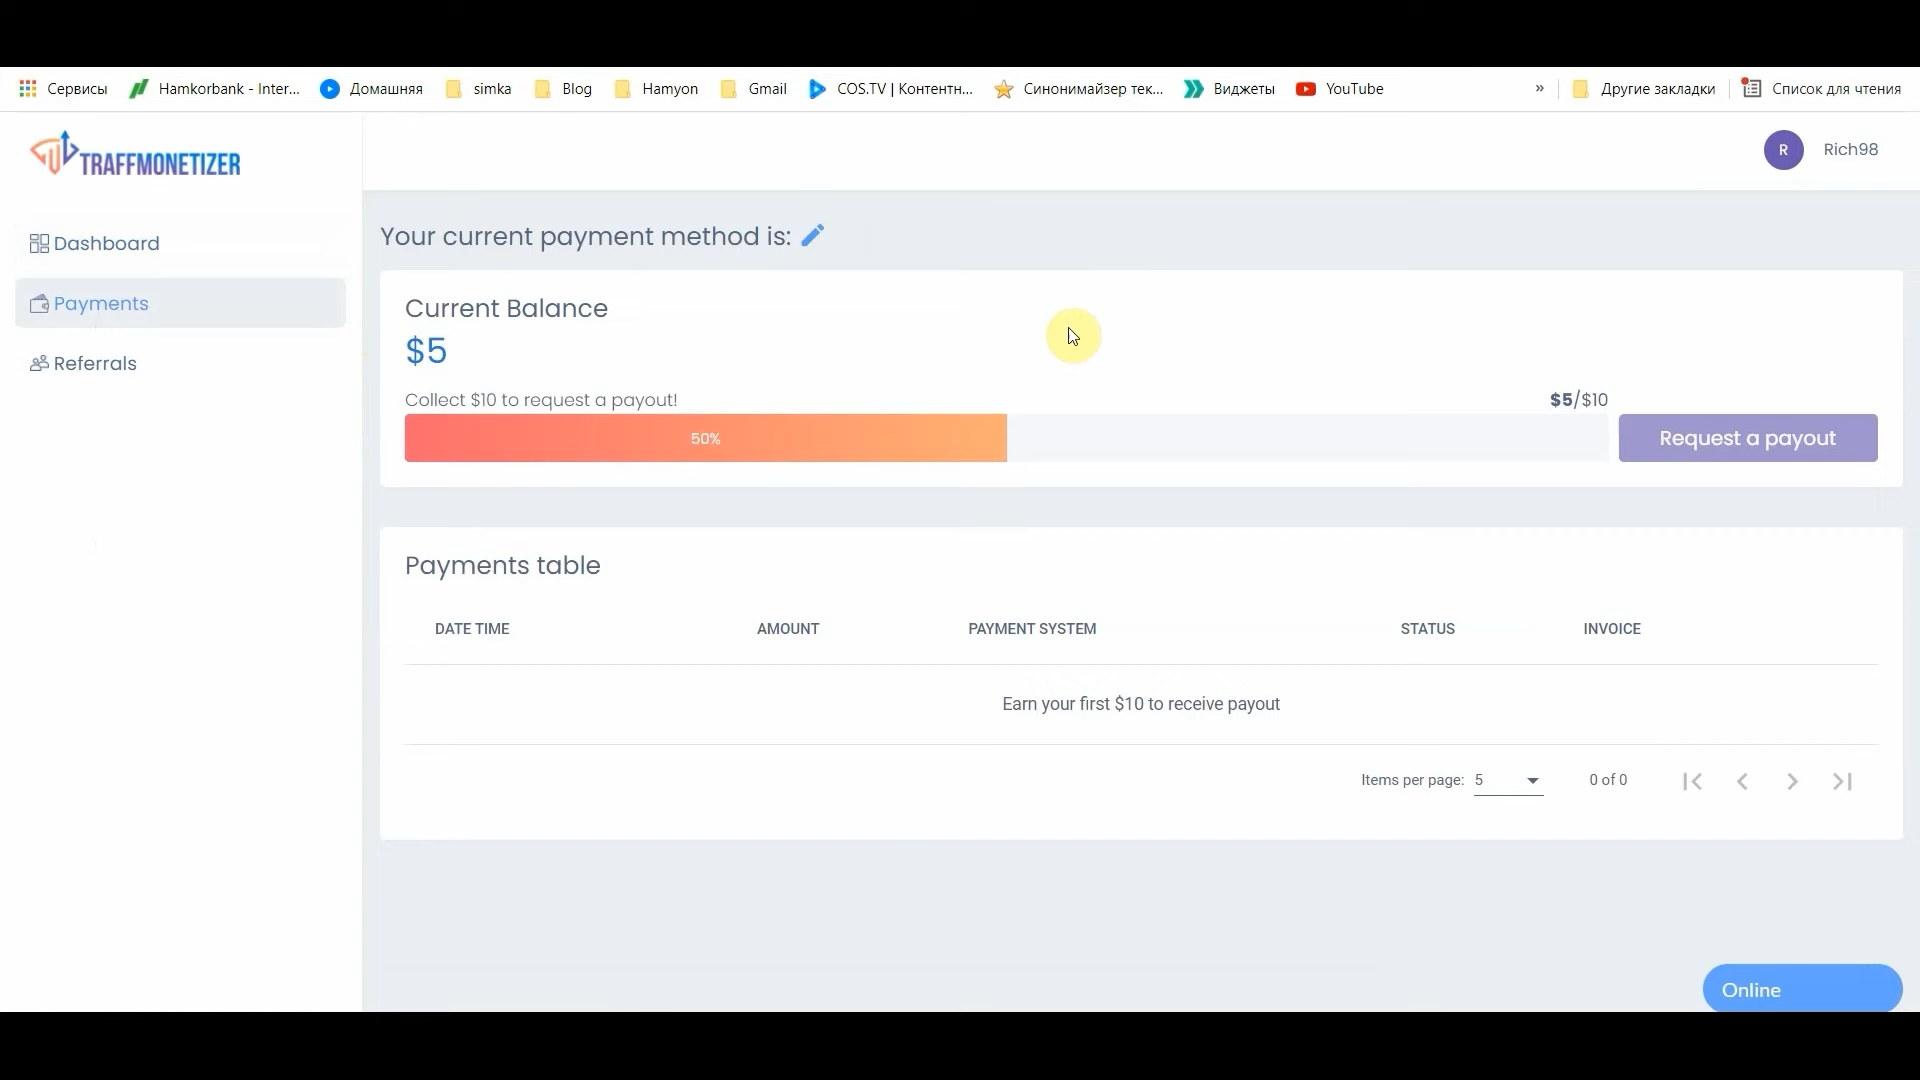 Сервисы Hamkorbank - Inter... Домашняя simka Blog Hamyon Gmail COS.TV | Контентн... Синонимайзер тек... Виджеты YouTube » Другие закладки Список для чтения
TRAFFMONETIZER
R Rich98
Dashboard
Payments
Referrals
Your current payment method is:
Current Balance
$5
Collect $10 to request a payout! $5/$10
50% Request a payout
Payments table
DATE TIME AMOUNT PAYMENT SYSTEM STATUS INVOICE
Earn your first $10 to receive payout
Items per page: 5 0 of 0
Online